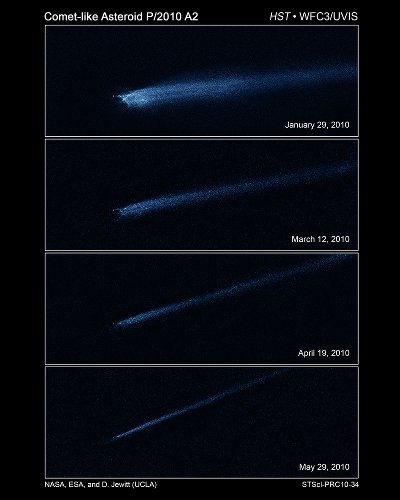 Comet-like Asteroid P/2010 A2 HST • WFC3/UVIS
January 29, 2010
March 12, 2010
April 19, 2010
May 29, 2010
NASA, ESA, and D. Jewitt (UCLA) STScI-PRC10-34